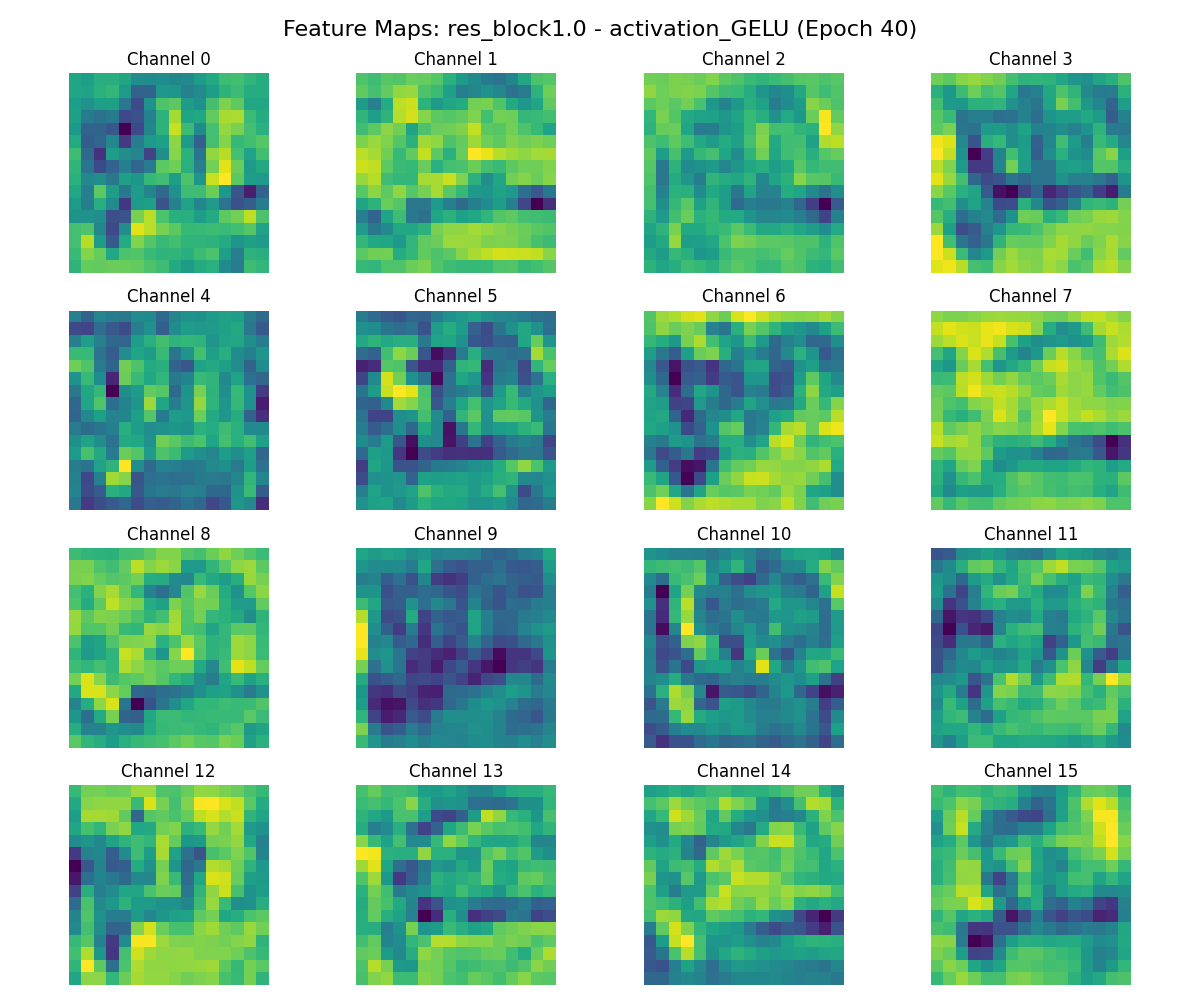 Feature Maps: res_block1.0 - activation_GELU (Epoch 40)
Channel 0
Channel 1
Channel 2
Channel 3
Channel 4
Channel 5
Channel 6
Channel 7
Channel 8
Channel 9
Channel 10
Channel 11
Channel 12
Channel 13
Channel 14
Channel 15